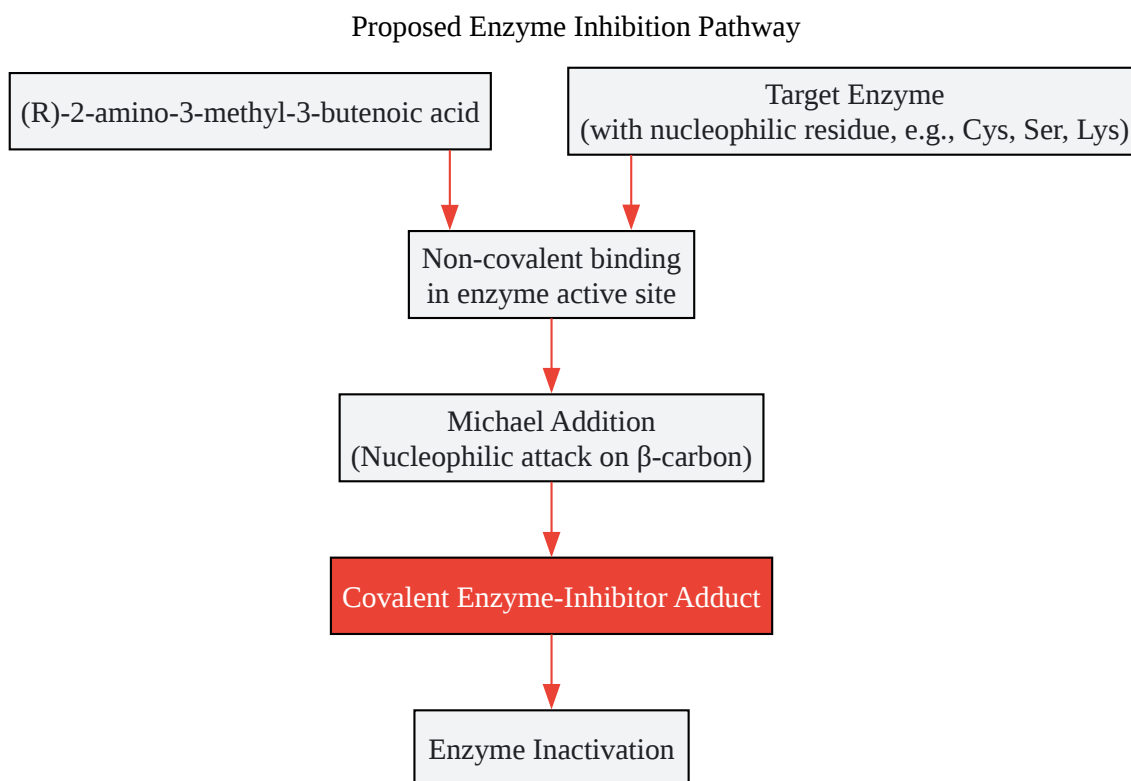 Proposed Enzyme Inhibition Pathway
(R)-2-amino-3-methyl-3-butenoic acid
Target Enzyme
(with nucleophilic residue, e.g., Cys, Ser, Lys)
Non-covalent binding
in enzyme active site
Michael Addition
(Nucleophilic attack on β-carbon)
Covalent Enzyme-Inhibitor Adduct
Enzyme Inactivation